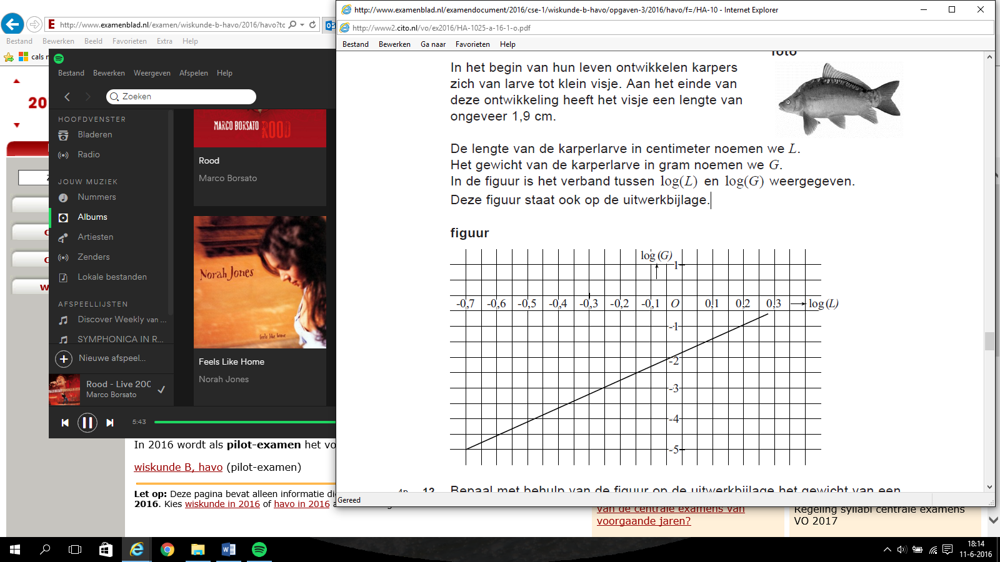 http://www.examenblad.nl/examen/wiskunde-b-havo/2016/havo?tc
Bestand Bewerken Beeld Favorieten Extra Help
cals
20
Bestand Bewerken Weergeven Afspelen Help
Zoeken
HOOFDVENSTER
Bladeren
Radio
JOUW MUZIEK
Nummers
Albums
Artiesten
Zenders
Lokale bestanden
AFSPEELLIJSTEN
Discover Weekly van ...
SYMPHONICA IN R...
Nieuwe afspeel...
Rood - Live 200
Marco Borsato
5:43
MARCO BORSATO ROOD
Rood
Marco Borsato
NORAH JONES
feels like home
Feels Like Home
Norah Jones
In 2016 wordt als pilot-examen het vo
wiskunde B, havo (pilot-examen)
Let op: Deze pagina bevat alleen informatie di
2016. Kies wiskunde in 2016 of havo in 2016
http://www.examenblad.nl/examendocument/2016/cse-1/wiskunde-b-havo/opgaven-3/2016/havo/f=/HA-10 - Internet Explorer
http://www2.cito.nl/vo/ex2016/HA-1025-a-16-1-o.pdf
Bestand Bewerken Ga naar Favorieten Help
foto
In het begin van hun leven ontwikkelen karpers
zich van larve tot klein visje. Aan het einde van
deze ontwikkeling heeft het visje een lengte van
ongeveer 1,9 cm.
De lengte van de karperlarve in centimeter noemen we L.
Het gewicht van de karperlarve in gram noemen we G.
In de figuur is het verband tussen log(L) en log(G) weergegeven.
Deze figuur staat ook op de uitwerkbijlage.
figuur
log (G)
1
-0,7 -0,6 -0,5 -0,4 -0,3 -0,2 -0,1 O 0,1 0,2 0,3 log (L)
-1
-2
-3
-4
-5
4p 12 Bepaal met behulp van de figuur op de uitwerkbijlage het gewicht van een
Gereed
van de centrale examens van
voorgaande jaren?
Regeling syllabi centrale examens
VO 2017
18:14
11-6-2016